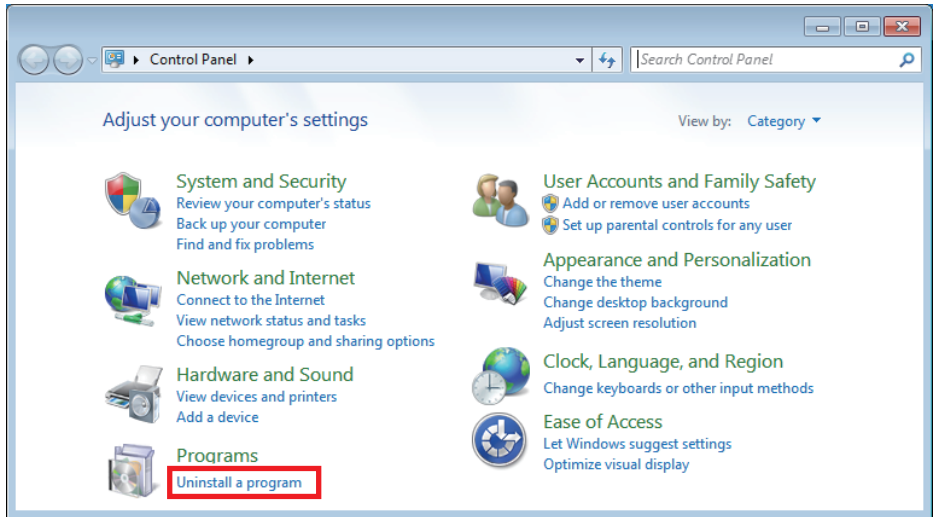 Control Panel
Search Control Panel
Adjust your computer's settings
View by: Category
System and Security
Review your computer's status
Back up your computer
Find and fix problems
Network and Internet
Connect to the Internet
View network status and tasks
Choose homegroup and sharing options
Hardware and Sound
View devices and printers
Add a device
Programs
Uninstall a program
User Accounts and Family Safety
Add or remove user accounts
Set up parental controls for any user
Appearance and Personalization
Change the theme
Change desktop background
Adjust screen resolution
Clock, Language, and Region
Change keyboards or other input methods
Ease of Access
Let Windows suggest settings
Optimize visual display